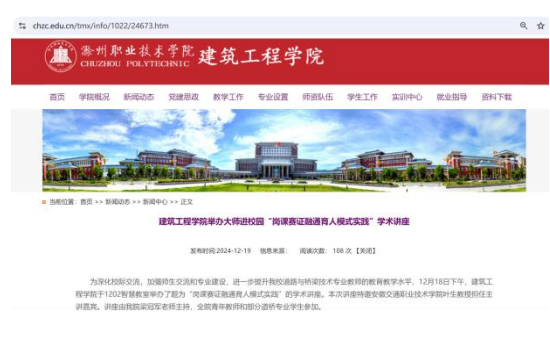 chzc.edu.cn/tmx/info/1022/24673.htm
滁州职业技术学院 建筑工程学院
CHUZHOU POLYTECHNIC
首页 学院概况 新闻动态 党建思政 教学工作 专业设置 师资队伍 学生工作 实训中心 就业指导 资料下载
当前位置: 首页 >> 新闻动态 >> 新闻中心 >> 正文
建筑工程学院举办大师进校园“岗课赛证融通育人模式实践”学术讲座
发布时间:2024-12-19 信息来源: 阅读次数: 108 次 【关闭】
为深化校际交流，加强师生交流和专业建设，进一步提升我校道路与桥梁技术专业教师的教育教学水平，12月18日下午，建筑工
程学院于1202智慧教室举办了题为“岗课赛证融通育人模式实践”的学术讲座。本次讲座特邀安徽交通职业技术学院叶生教授担任主
讲嘉宾。讲座由我院梁冠军老师主持，全院青年教师和部分道桥专业学生参加。